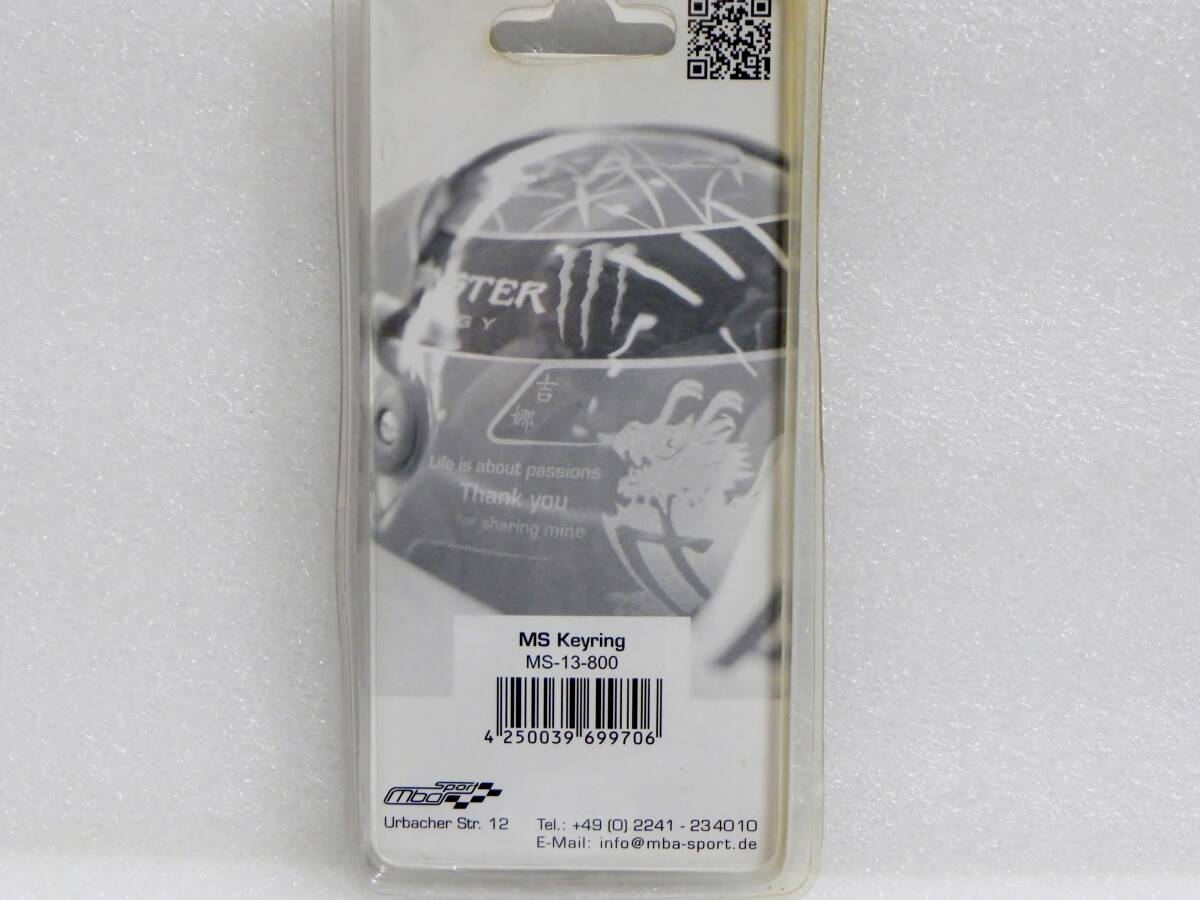 STER
GY
吉
Life is about passions
Thank you
for sharing mine
MS Keyring
MS-13-800
4 250039 699706
mba Sport
Urbacher Str. 12
Tel.: +49 (0) 2241 - 234010
E-Mail: info@mba-sport.de